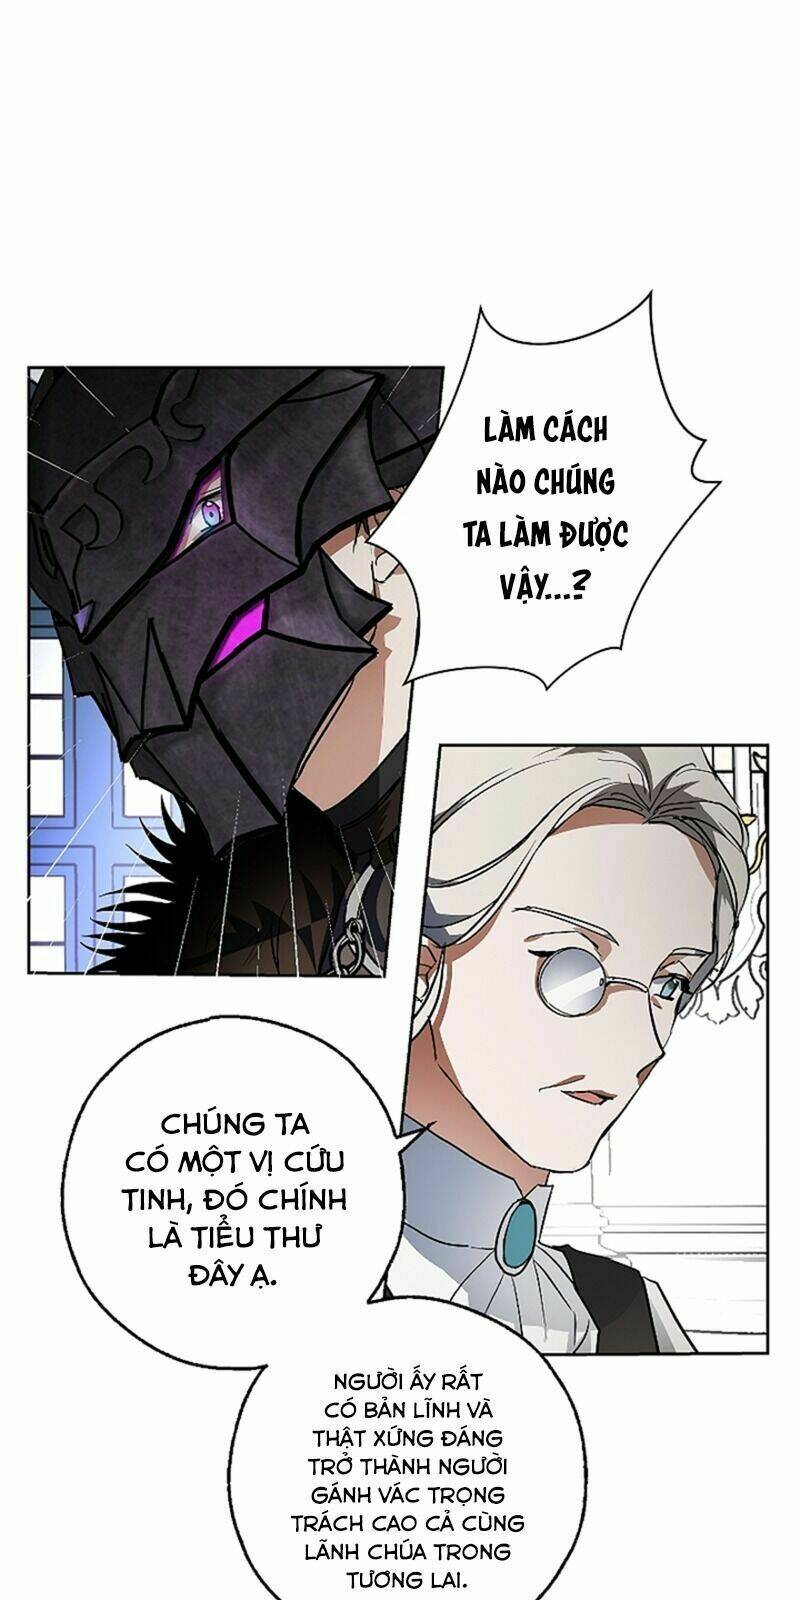 LÀM CÁCH
NÀO CHÚNG
TA LÀM ĐƯỢC
VẬY...?
CHÚNG TA
CÓ MỘT VỊ CỨU
TINH, ĐÓ CHÍNH
LÀ TIỂU THƯ
ĐÂY Ạ.
NGƯỜI ẤY RẤT
CÓ BẢN LĨNH VÀ
THẬT XỨNG ĐÁNG
TRỞ THÀNH NGƯỜI
GÁNH VÁC TRỌNG
TRÁCH CAO CẢ CÙNG
LÃNH CHÚA TRONG
TƯƠNG LAI.